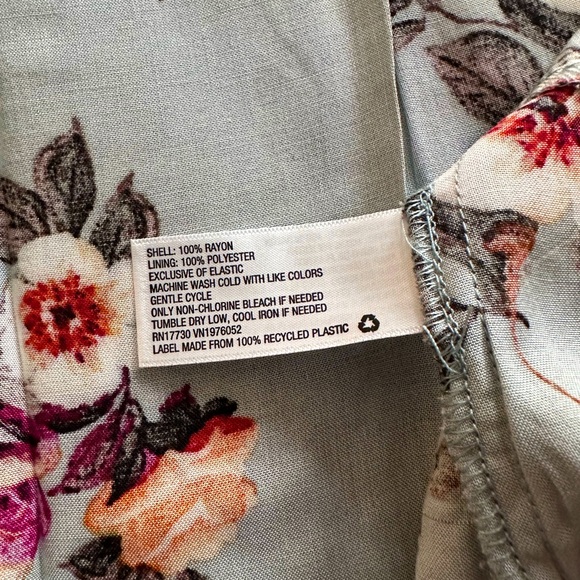 SHELL: 100% RAYON
LINING: 100% POLYESTER
EXCLUSIVE OF ELASTIC
MACHINE WASH COLD WITH LIKE COLORS
GENTLE CYCLE
ONLY NON-CHLORINE BLEACH IF NEEDED
TUMBLE DRY LOW, COOL IRON IF NEEDED
RN17730 VN1976052
LABEL MADE FROM 100% RECYCLED PLASTIC